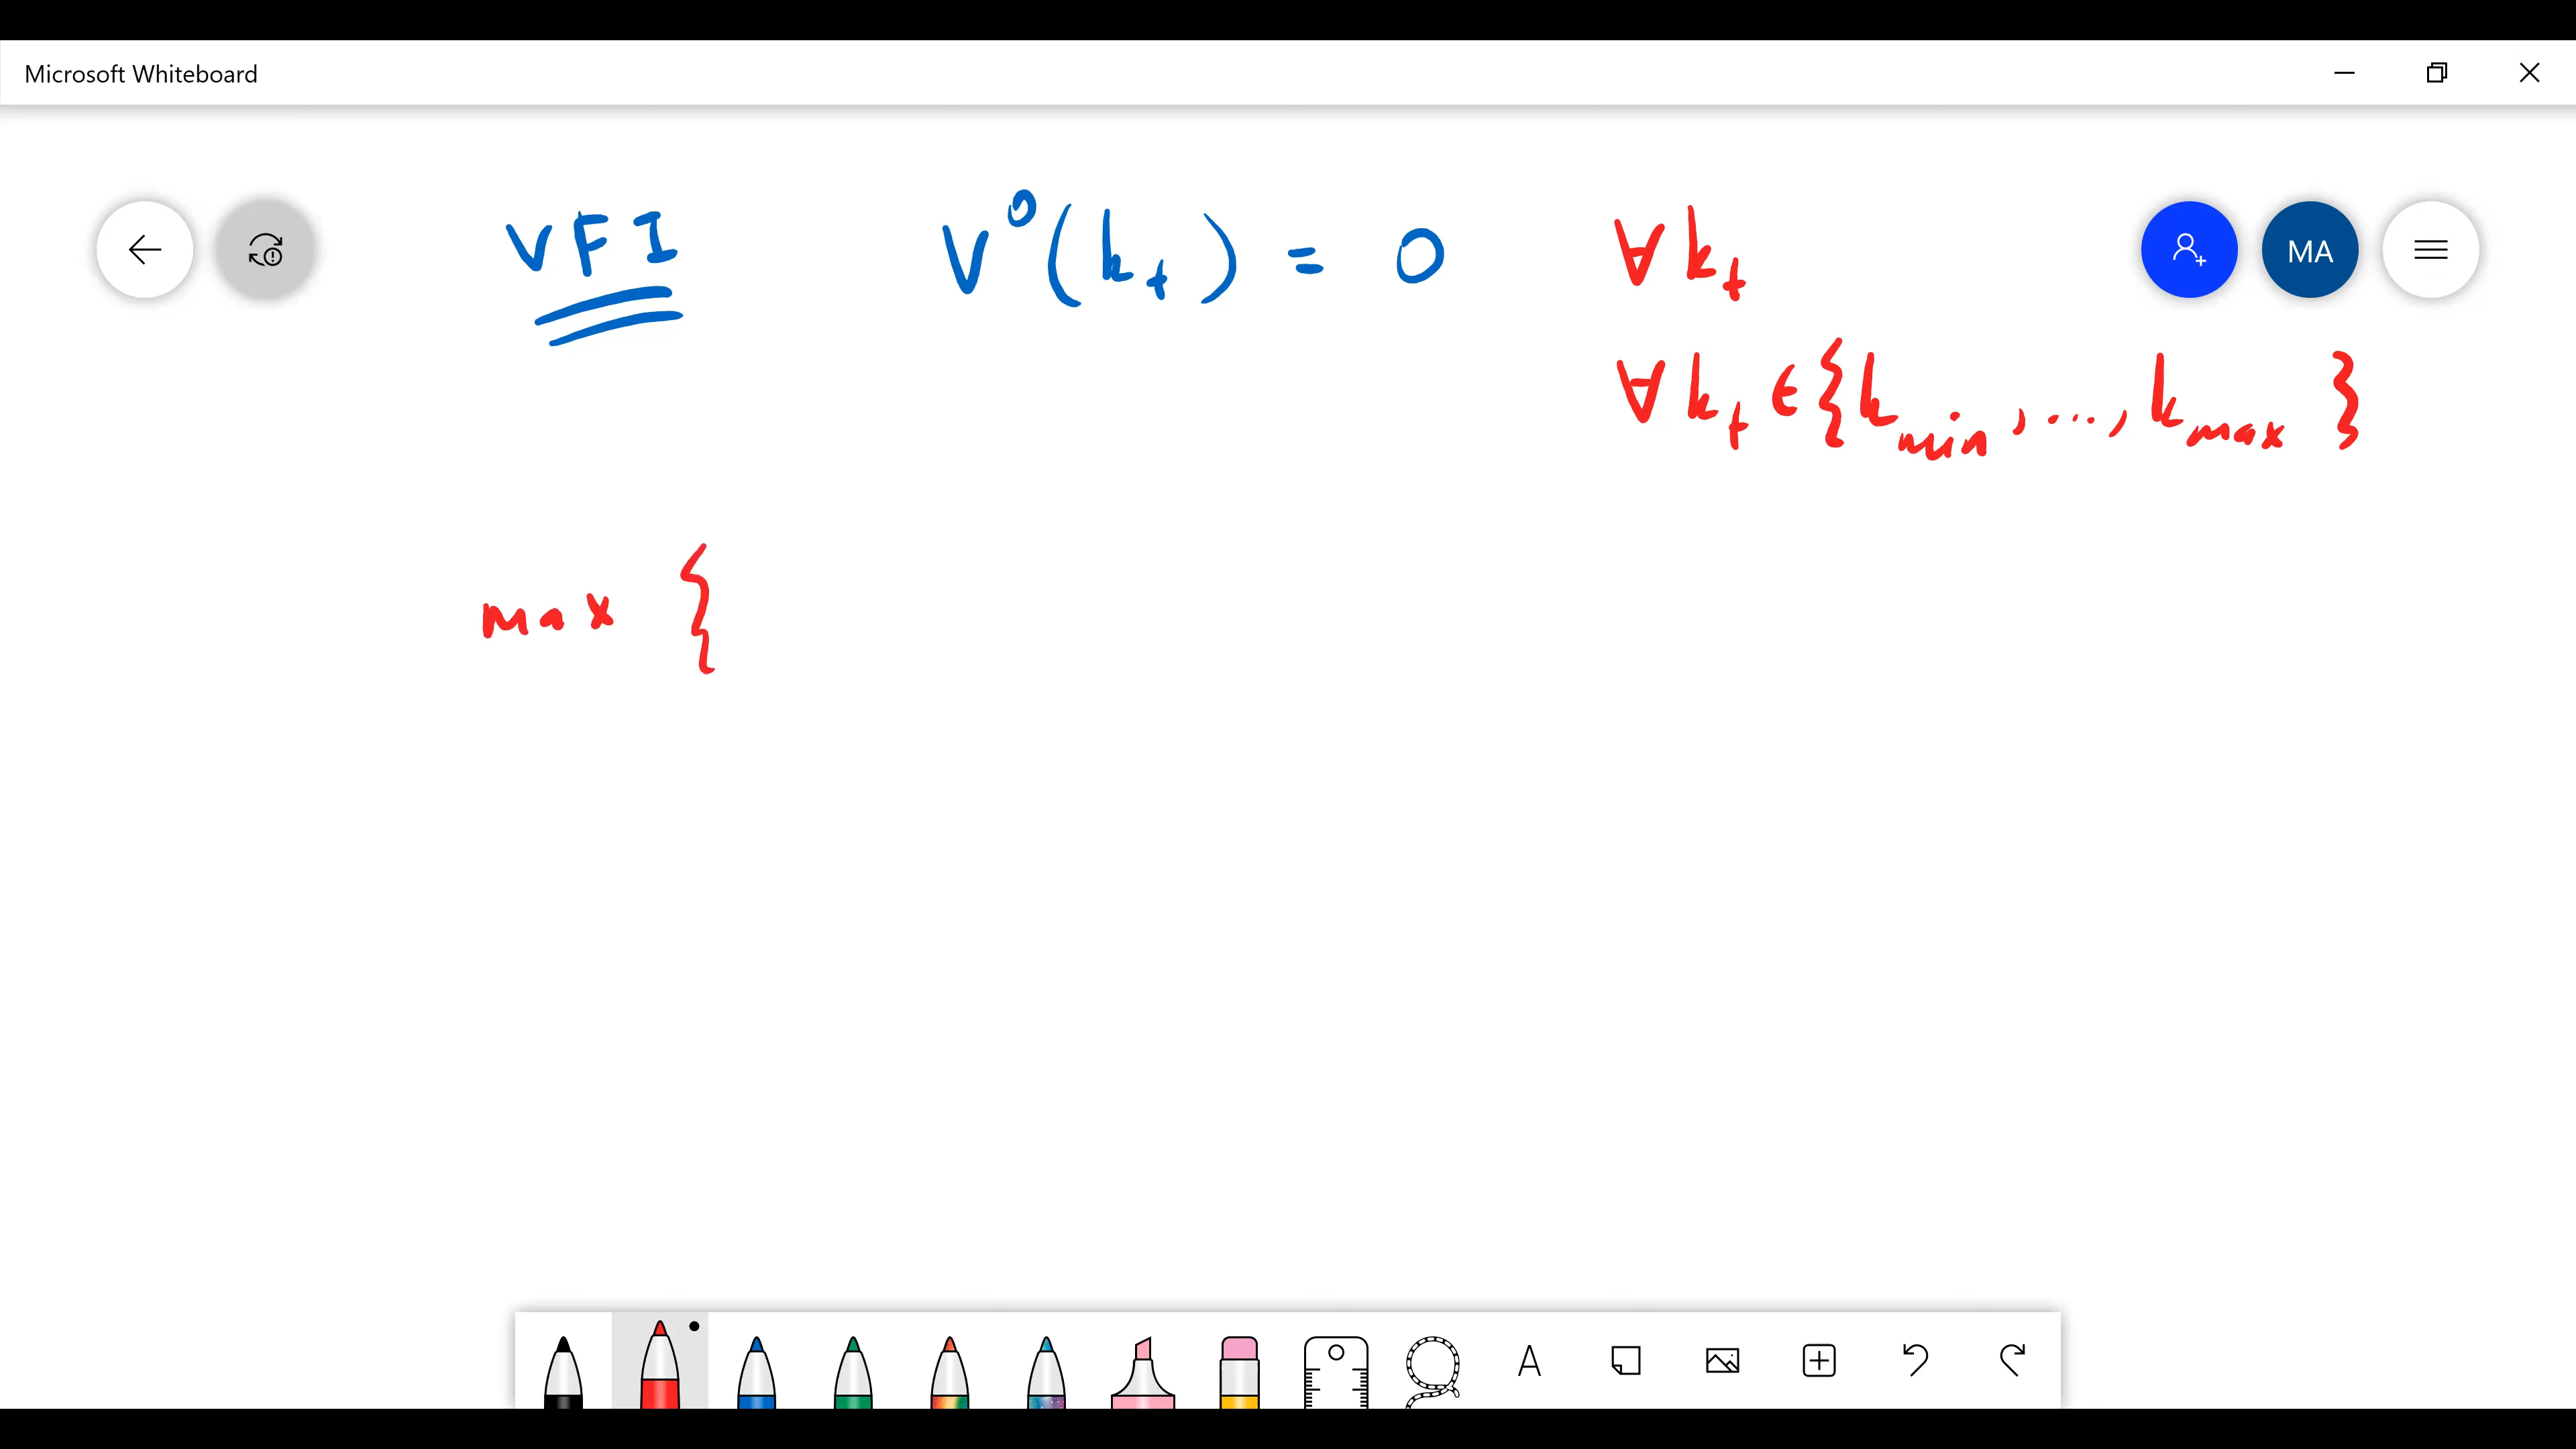 Microsoft Whiteboard
VFI V⁰(kₜ) = 0 ∀kₜ
MA
∀kₜ ∈ {k_min, ..., k_max}
max {
A